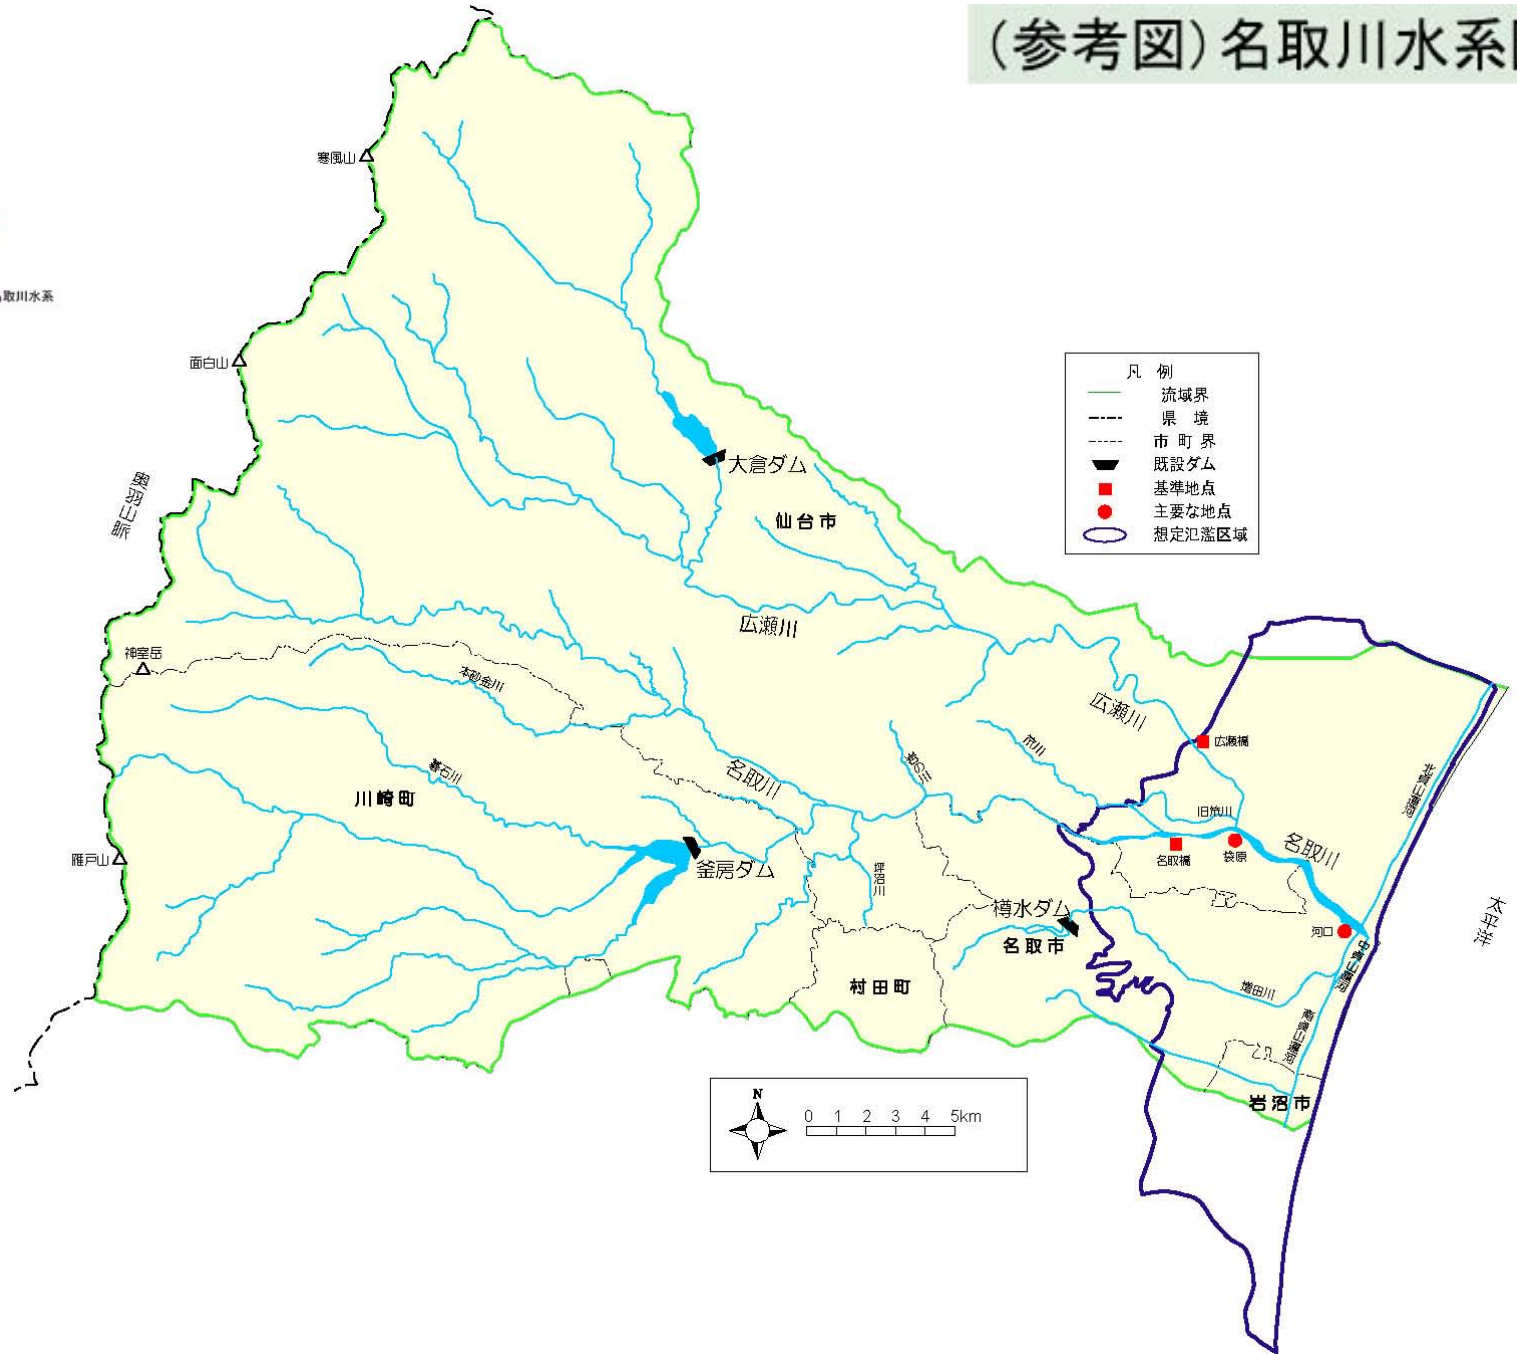 (参考図)名取川水系
取川水系
寒風山
面白山
奥羽山脈
神室岳
雁戸山
凡 例
流域界
県 境
市 町 界
既設ダム
基準地点
主要な地点
想定氾濫区域
大倉ダム
仙台市
広瀬川
本砂金川
広瀬川
広瀬橋
名取川
川崎町
釜房ダム
坪沼川
旧笊川
名取橋
袋原
名取川
樽水ダム
名取市
村田町
河口
太平洋
増田川
岩沼市
N
0 1 2 3 4 5km